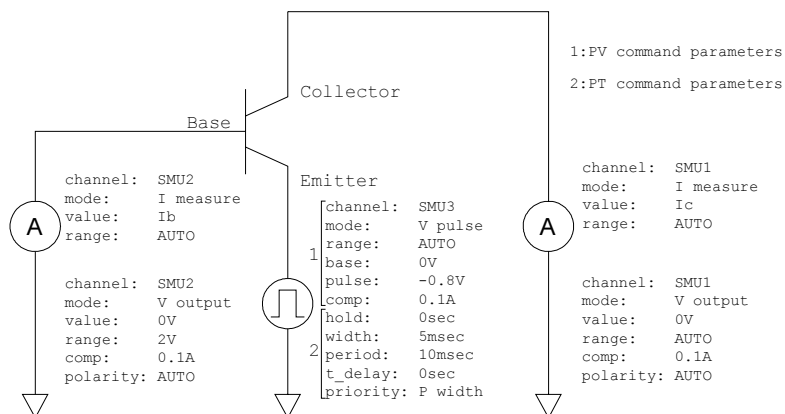 1:PV command parameters
2:PT command parameters
Collector
Base
Emitter
channel: SMU2
mode: I measure
value: Ib
range: AUTO
A
channel: SMU2
mode: V output
value: 0V
range: 2V
comp: 0.1A
polarity: AUTO
1
channel: SMU3
mode: V pulse
range: AUTO
base: 0V
pulse: -0.8V
comp: 0.1A
2
hold: 0sec
width: 5msec
period: 10msec
t_delay: 0sec
priority: P width
channel: SMU1
mode: I measure
value: Ic
range: AUTO
A
channel: SMU1
mode: V output
value: 0V
range: AUTO
comp: 0.1A
polarity: AUTO